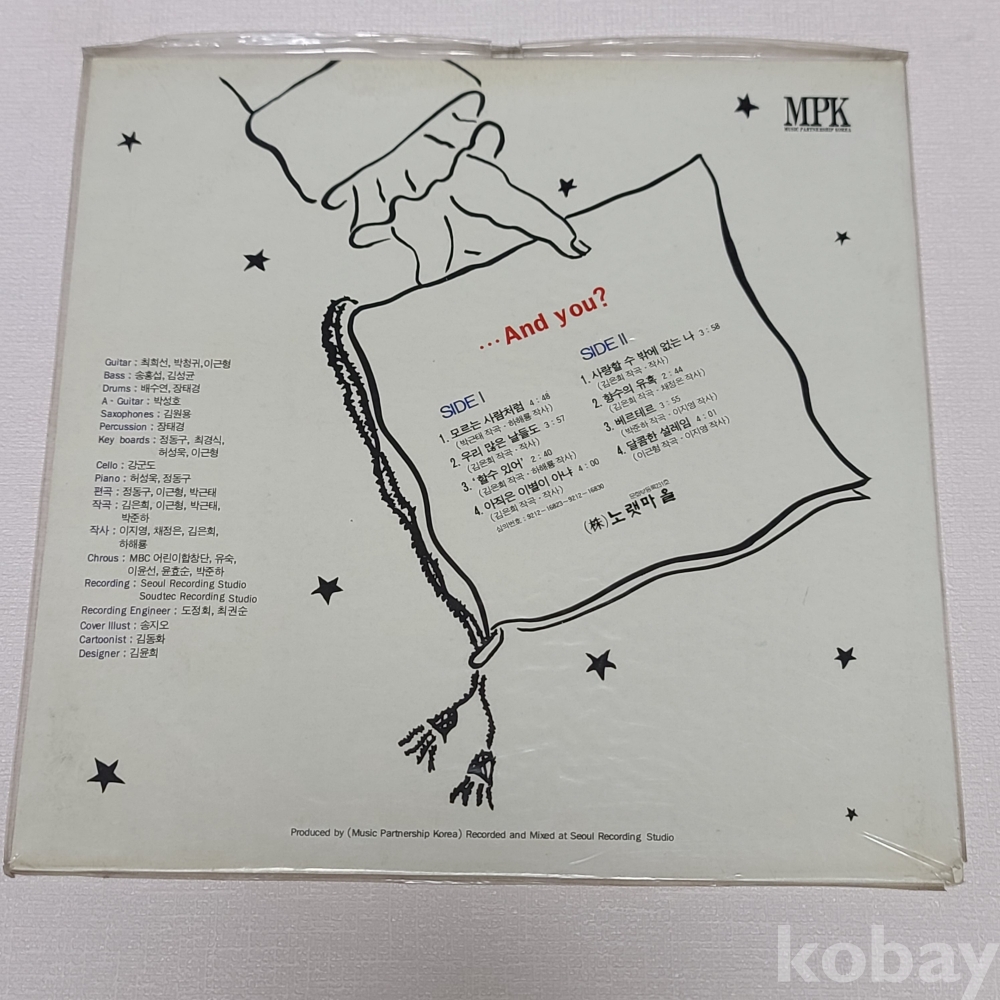 MPK
MUSIC PARTNERSHIP KOREA
...And you?
SIDE I
1. 모르는 사람처럼 4:48
(박근태 작곡·하해룡 작사)
2. 우리 많은 날들도 3:57
(김은희 작곡·작사)
3. '할수 있어' 2:40
(김은희 작곡·하해룡 작사)
4. 아직은 이별이 아냐 4:00
(김은희 작곡·작사)
심의번호: 9212-16823~9212-16830
SIDE II
1. 사랑할 수 밖에 없는 나 3:58
(김은희 작곡·작사)
2. 향수의 유혹 2:44
(김은희 작곡·채정은 작사)
3. 베르테르 3:55
(박준하 작곡·이지영 작사)
4. 달콤한 설레임 4:01
(이근형 작곡·이지영 작사)
(株)노랫마을
Guitar : 최희선, 박청귀,이근형
Bass : 송홍섭, 김성균
Drums : 배수연, 장태경
A - Guitar : 박성호
Saxophones : 김원용
Percussion : 장태경
Key boards : 정동구, 최경식,
허성욱, 이근형
Cello : 강군도
Piano : 허성욱, 정동구
편곡 : 정동구, 이근형, 박근태
작곡 : 김은희, 이근형, 박근태,
박준하
작사 : 이지영, 채정은, 김은희,
하해룡
Chrous : MBC 어린이합창단, 유숙,
이윤선, 윤효순, 박준하
Recording : Seoul Recording Studio
Soudtec Recording Studio
Recording Engineer : 도정회, 최권순
Cover Illust : 송지오
Cartoonist : 김동화
Designer : 김윤희
Produced by (Music Partnership Korea) Recorded and Mixed at Seoul Recording Studio
kobay